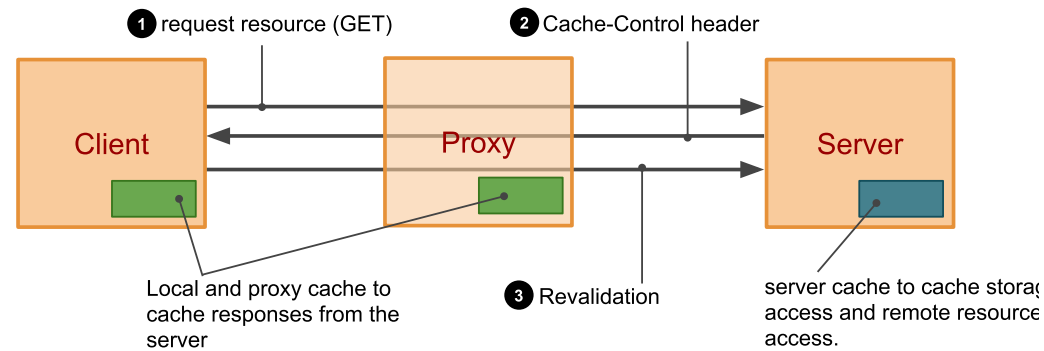 1 request resource (GET)
2 Cache-Control header
Client
Proxy
Server
Local and proxy cache to
cache responses from the
server
3 Revalidation
server cache to cache
access and remote resource
access.